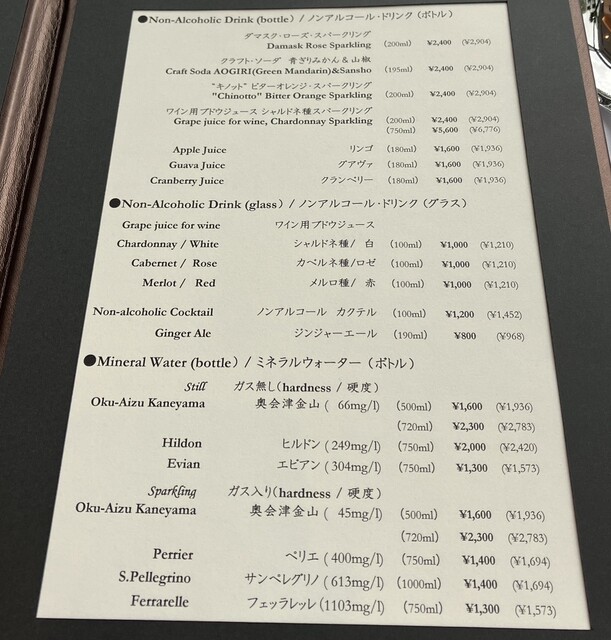 ●Non-Alcoholic Drink (bottle) / ノンアルコール・ドリンク (ボトル)
ダマスク・ローズ・スパークリング
Damask Rose Sparkling (200ml) ¥2,400 (¥2,904)
クラフト・ソーダ 青ぎりみかん&山椒
Craft Soda AOGIRI(Green Mandarin)&Sansho (195ml) ¥2,400 (¥2,904)
"キノット" ビターオレンジ・スパークリング
"Chinotto" Bitter Orange Sparkling (200ml) ¥2,400 (¥2,904)
ワイン用ブドウジュース シャルドネ種スパークリング
Grape juice for wine, Chardonnay Sparkling (200ml) ¥2,400 (¥2,904)
(750ml) ¥5,600 (¥6,776)
Apple Juice リンゴ (180ml) ¥1,600 (¥1,936)
Guava Juice グアヴァ (180ml) ¥1,600 (¥1,936)
Cranberry Juice クランベリー (180ml) ¥1,600 (¥1,936)
●Non-Alcoholic Drink (glass) / ノンアルコール・ドリンク (グラス)
Grape juice for wine ワイン用ブドウジュース
Chardonnay / White シャルドネ種/ 白 (100ml) ¥1,000 (¥1,210)
Cabernet / Rose カベルネ種/ロゼ (100ml) ¥1,000 (¥1,210)
Merlot / Red メルロ種/ 赤 (100ml) ¥1,000 (¥1,210)
Non-alcoholic Cocktail ノンアルコール カクテル (100ml) ¥1,200 (¥1,452)
Ginger Ale ジンジャーエール (190ml) ¥800 (¥968)
●Mineral Water (bottle) / ミネラルウォーター (ボトル)
Still ガス無し(hardness / 硬度)
Oku-Aizu Kaneyama 奥会津金山 ( 66mg/l) (500ml) ¥1,600 (¥1,936)
(720ml) ¥2,300 (¥2,783)
Hildon ヒルドン (249mg/l) (750ml) ¥2,000 (¥2,420)
Evian エビアン (304mg/l) (750ml) ¥1,300 (¥1,573)
Sparkling ガス入り(hardness / 硬度)
Oku-Aizu Kaneyama 奥会津金山 ( 45mg/l) (500ml) ¥1,600 (¥1,936)
(720ml) ¥2,300 (¥2,783)
Perrier ペリエ ( 400mg/l) (750ml) ¥1,400 (¥1,694)
S.Pellegrino サンペレグリノ ( 613mg/l) (1000ml) ¥1,400 (¥1,694)
Ferrarelle フェッラレッレ (1103mg/l) (750ml) ¥1,300 (¥1,573)